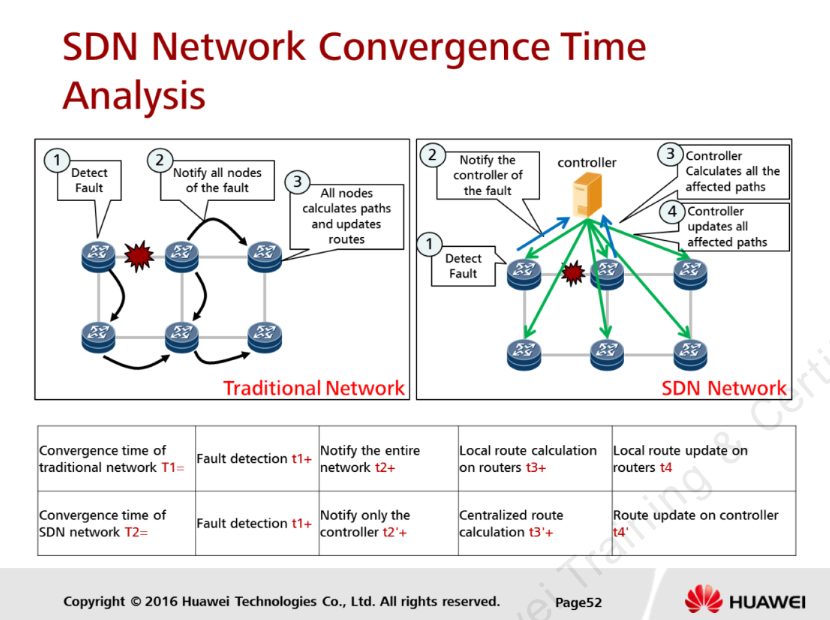 SDN Network Convergence Time
Analysis
1
Detect
Fault
2
Notify all nodes
of the fault
3
All nodes
calculates paths
and updates
routes
Traditional Network
2
Notify the
controller of
the fault
controller
3
Controller
Calculates all the
affected paths
4
Controller
updates all
affected paths
1
Detect
Fault
SDN Network
Convergence time of
traditional network T1=
Fault detection t1+
Notify the entire
network t2+
Local route calculation
on routers t3+
Local route update on
routers t4
Convergence time of
SDN network T2=
Fault detection t1+
Notify only the
controller t2'+
Centralized route
calculation t3'+
Route update on controller
t4'
Training & Certi
Copyright © 2016 Huawei Technologies Co., Ltd. All rights reserved.
Page52
HUAWEI